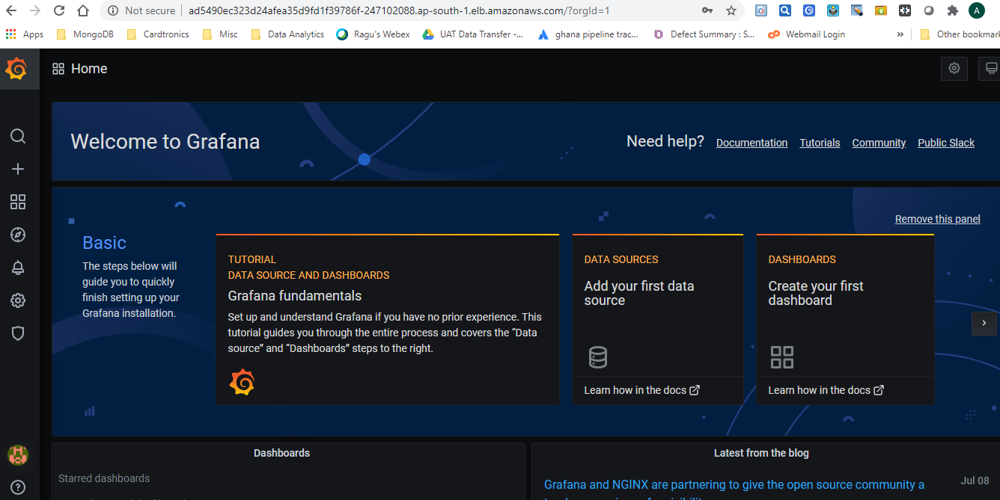 Not secure
ad5490ec323d24afea35d9fd1f39786f-247102088.ap-south-1.elb.amazonaws.com/?orgId=1
A
Apps
MongoDB
Cardtronics
Misc
Data Analytics
Ragu's Webex
UAT Data Transfer -...
ghana pipeline trac...
Defect Summary : S...
Webmail Login
»
Other bookmar
Home
Welcome to Grafana
Need help?
Documentation
Tutorials
Community
Public Slack
Remove this panel
Basic
The steps below will
guide you to quickly
finish setting up your
Grafana installation.
TUTORIAL
DATA SOURCE AND DASHBOARDS
Grafana fundamentals
Set up and understand Grafana if you have no prior experience. This
tutorial guides you through the entire process and covers the “Data
source” and “Dashboards” steps to the right.
DATA SOURCES
Add your first data
source
Learn how in the docs
DASHBOARDS
Create your first
dashboard
Learn how in the docs
Dashboards
Starred dashboards
Latest from the blog
Grafana and NGINX are partnering to give the open source community a
Jul 08